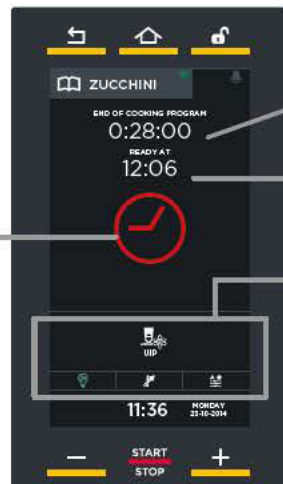 ZUCCHINI
END OF COOKING PROGRAM
0:28:00
READY AT
12:06
UIP
11:36 MONDAY
23-10-2014
START
STOP